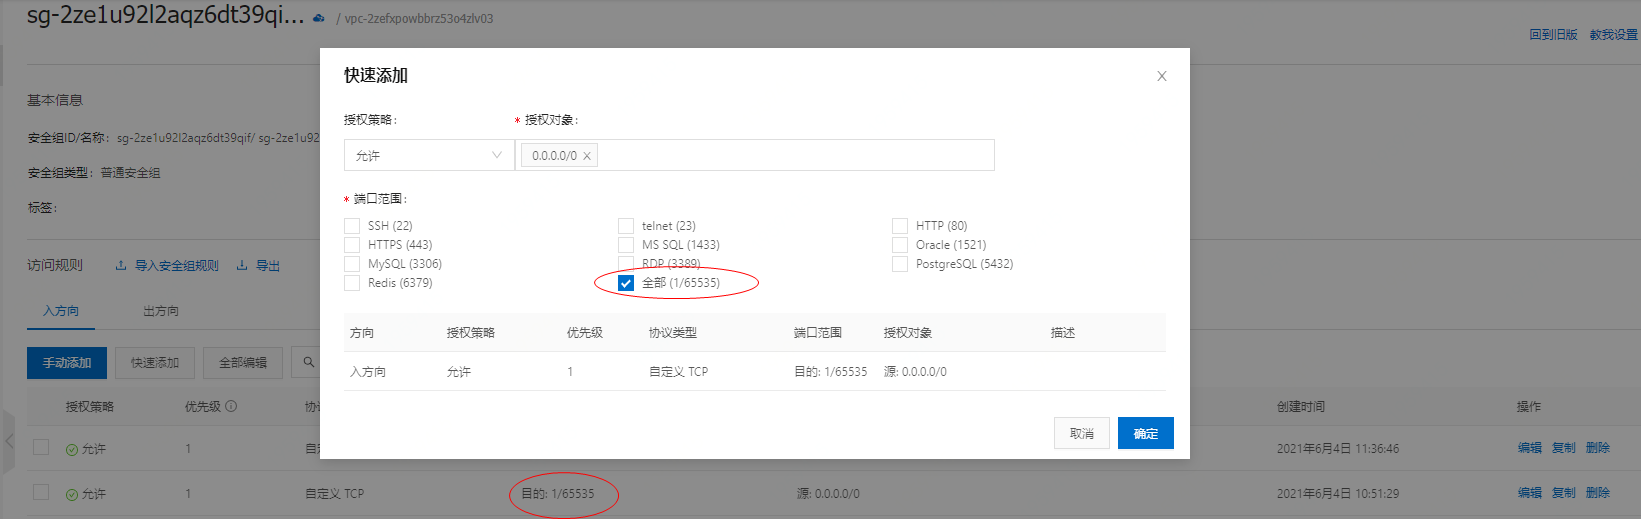 sg-2ze1u92l2aqz6dt39qi... / vpc-2zefxpowbbrz53o4zlv03
回到旧版 教我设置
基本信息
安全组ID/名称: sg-2ze1u92l2aqz6dt39qif/ sg-2ze1u92
安全组类型: 普通安全组
标签:
访问规则 导入安全组规则 导出
入方向 出方向
手动添加 快速添加 全部编辑
授权策略 优先级 创建时间 操作
允许 1 2021年6月4日 11:36:46 编辑 复制 删除
允许 1 自定义 TCP 目的: 1/65535 源: 0.0.0.0/0 2021年6月4日 10:51:29 编辑 复制 删除
快速添加
授权策略: * 授权对象:
允许 0.0.0.0/0 ×
* 端口范围:
SSH (22) telnet (23) HTTP (80)
HTTPS (443) MS SQL (1433) Oracle (1521)
MySQL (3306) RDP (3389) PostgreSQL (5432)
Redis (6379) 全部 (1/65535)
方向 授权策略 优先级 协议类型 端口范围 授权对象 描述
入方向 允许 1 自定义 TCP 目的: 1/65535 源: 0.0.0.0/0
取消 确定